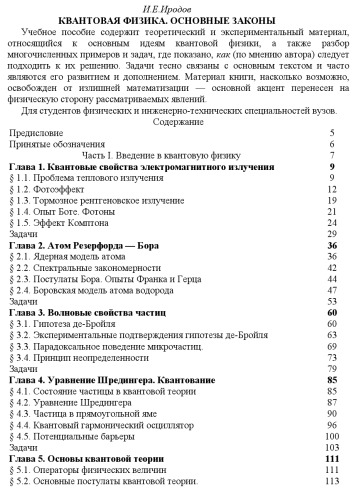 И.Е.Иродов
КВАНТОВАЯ ФИЗИКА. ОСНОВНЫЕ ЗАКОНЫ
Учебное пособие содержит теоретический и экспериментальный материал,
относящийся к основным идеям квантовой физики, а также разбор
многочисленных примеров и задач, где показано, как (по мнению автора) следует
подходить к их решению. Задачи тесно связаны с основным текстом и часто
являются его развитием и дополнением. Материал книги, насколько возможно,
освобожден от излишней математизации — основной акцент перенесен на
физическую сторону рассматриваемых явлений.
Для студентов физических и инженерно-технических специальностей вузов.
Содержание
Предисловие 5
Принятые обозначения 6
Часть I. Введение в квантовую физику 7
Глава 1. Квантовые свойства электромагнитного излучения 9
§ 1.1. Проблема теплового излучения 9
§ 1.2. Фотоэффект 12
§ 1.3. Тормозное рентгеновское излучение 19
§ 1.4. Опыт Боте. Фотоны 21
§ 1.5. Эффект Комптона 24
Задачи 29
Глава 2. Атом Резерфорда — Бора 36
§ 2.1. Ядерная модель атома 36
§ 2.2. Спектральные закономерности 42
§ 2.3. Постулаты Бора. Опыты Франка и Герца 44
§ 2.4. Боровская модель атома водорода 47
Задачи 53
Глава 3. Волновые свойства частиц 60
§ 3.1. Гипотеза де-Бройля 60
§ 3.2. Экспериментальные подтверждения гипотезы де-Бройля 63
§ 3.3. Парадоксальное поведение микрочастиц. 69
§ 3.4. Принцип неопределенности 73
Задачи 79
Глава 4. Уравнение Шредингера. Квантование 85
§ 4.1. Состояние частицы в квантовой теории 85
§ 4.2. Уравнение Шредингера 87
§ 4.3. Частица в прямоугольной яме 90
§ 4.4. Квантовый гармонический осциллятор 96
§ 4.5. Потенциальные барьеры 100
Задачи 103
Глава 5. Основы квантовой теории 111
§ 5.1. Операторы физических величин 111
§ 5.2. Основные постулаты квантовой теории. 113